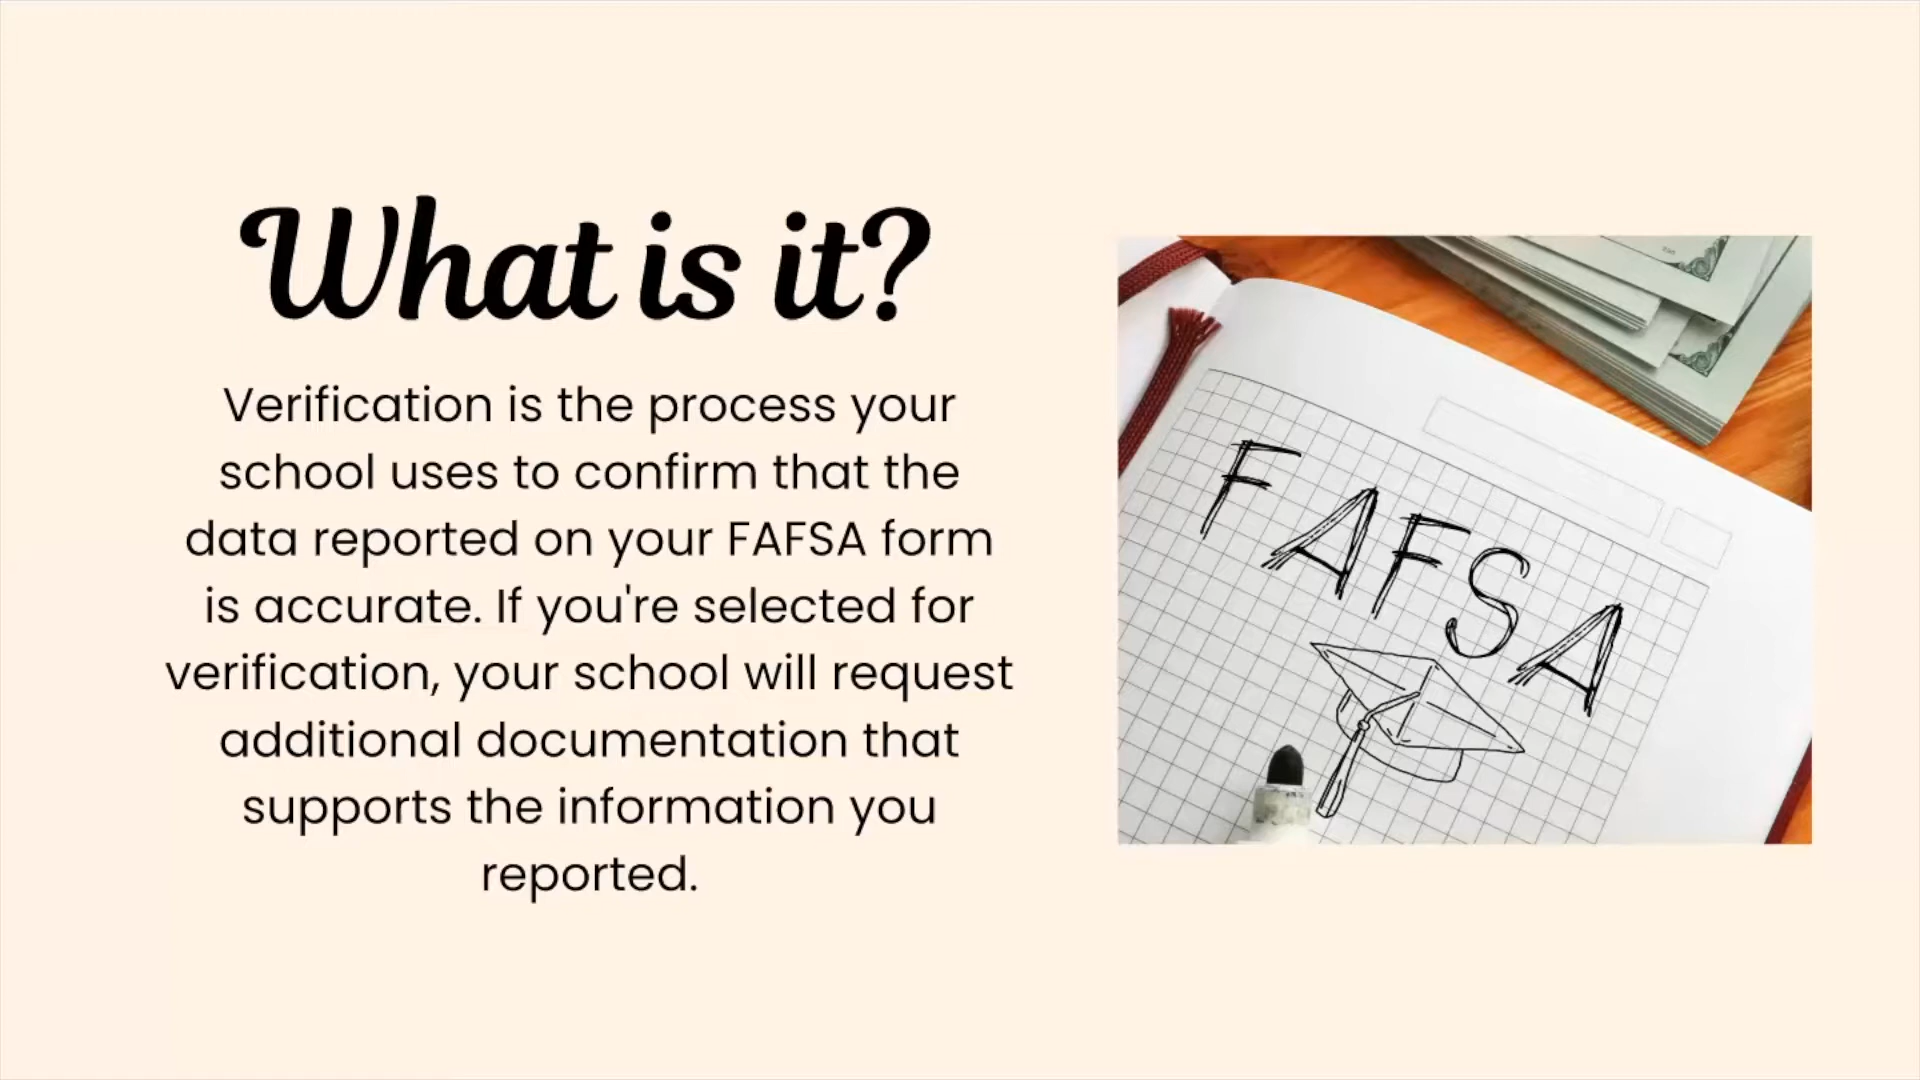 What is it?
Verification is the process your
school uses to confirm that the
data reported on your FAFSA form
is accurate. If you're selected for
verification, your school will request
additional documentation that
supports the information you
reported.
FAFSA